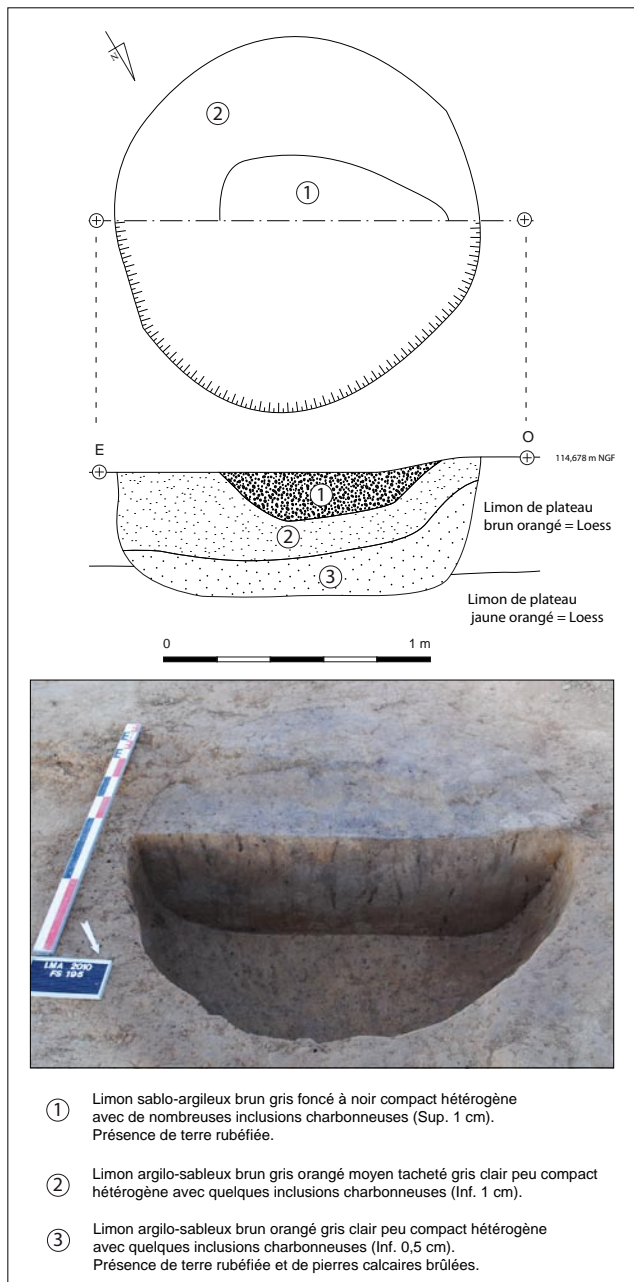 N
2
1
E
O
114,678 m NGF
1
Limon de plateau
brun orangé = Loess
2
3
Limon de plateau
jaune orangé = Loess
0
1 m
LMA 2010
FS 195
1 Limon sablo-argileux brun gris foncé à noir compact hétérogène
avec de nombreuses inclusions charbonneuses (Sup. 1 cm).
Présence de terre rubéfiée.
2 Limon argilo-sableux brun gris orangé moyen tacheté gris clair peu compact
hétérogène avec quelques inclusions charbonneuses (Inf. 1 cm).
3 Limon argilo-sableux brun orangé gris clair peu compact hétérogène
avec quelques inclusions charbonneuses (Inf. 0,5 cm).
Présence de terre rubéfiée et de pierres calcaires brûlées.